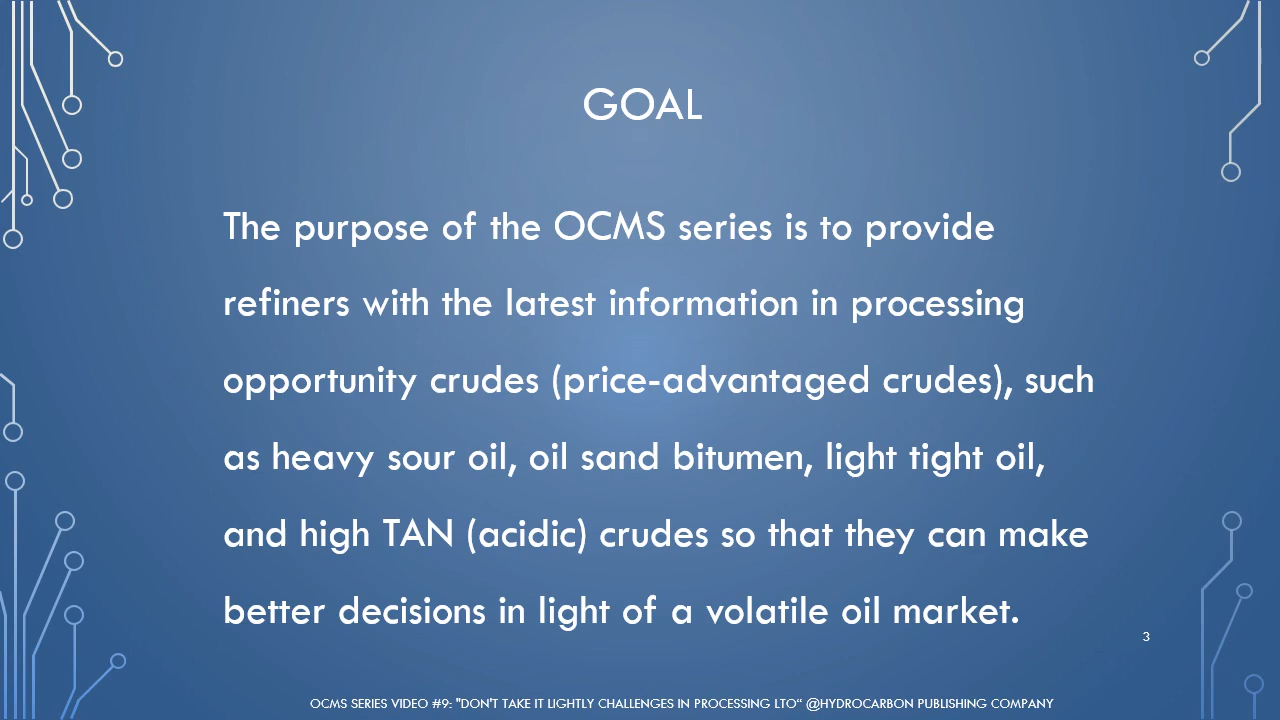 GOAL
The purpose of the OCMS series is to provide
refiners with the latest information in processing
opportunity crudes (price-advantaged crudes), such
as heavy sour oil, oil sand bitumen, light tight oil,
and high TAN (acidic) crudes so that they can make
better decisions in light of a volatile oil market.
3
OCMS SERIES VIDEO #9: "DON'T TAKE IT LIGHTLY CHALLENGES IN PROCESSING LTO“ @HYDROCARBON PUBLISHING COMPANY